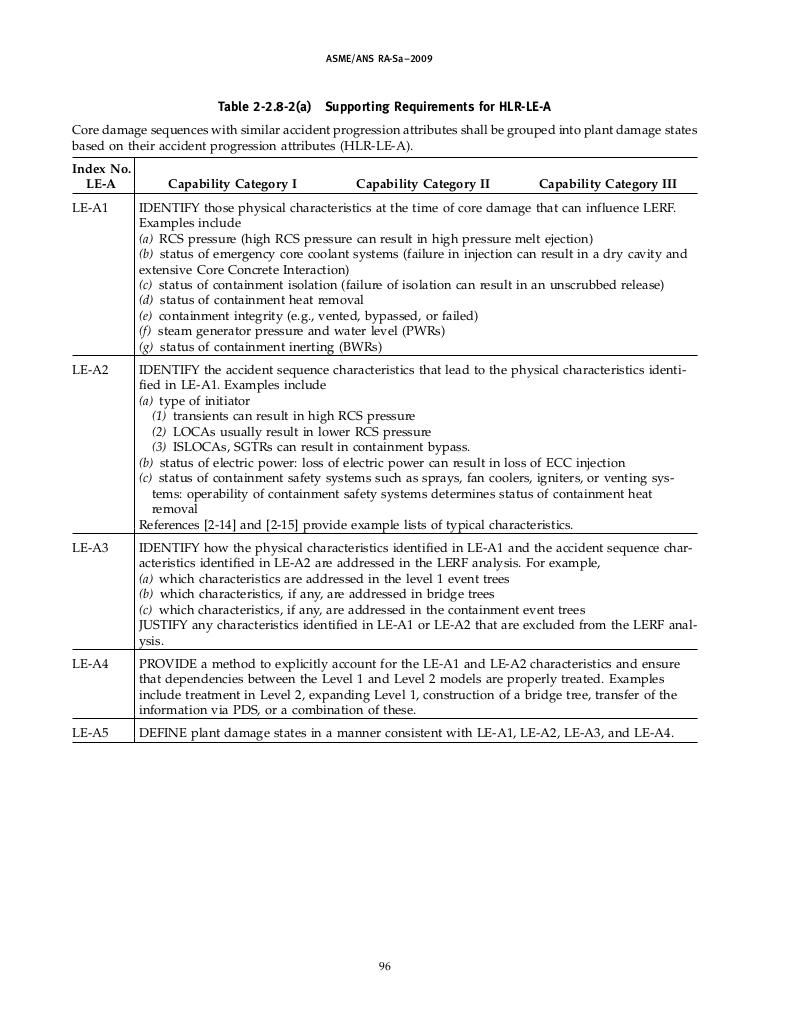 ASME/ANS RA-Sa–2009
Table 2-2.8-2(a) Supporting Requirements for HLR-LE-A
Core damage sequences with similar accident progression attributes shall be grouped into plant damage states
based on their accident progression attributes (HLR-LE-A).
Index No.
LE-A Capability Category I Capability Category II Capability Category III
LE-A1 IDENTIFY those physical characteristics at the time of core damage that can influence LERF.
Examples include
(a) RCS pressure (high RCS pressure can result in high pressure melt ejection)
(b) status of emergency core coolant systems (failure in injection can result in a dry cavity and
extensive Core Concrete Interaction)
(c) status of containment isolation (failure of isolation can result in an unscrubbed release)
(d) status of containment heat removal
(e) containment integrity (e.g., vented, bypassed, or failed)
(f) steam generator pressure and water level (PWRs)
(g) status of containment inerting (BWRs)
LE-A2 IDENTIFY the accident sequence characteristics that lead to the physical characteristics identi-
fied in LE-A1. Examples include
(a) type of initiator
(1) transients can result in high RCS pressure
(2) LOCAs usually result in lower RCS pressure
(3) ISLOCAs, SGTRs can result in containment bypass.
(b) status of electric power: loss of electric power can result in loss of ECC injection
(c) status of containment safety systems such as sprays, fan coolers, igniters, or venting sys-
tems: operability of containment safety systems determines status of containment heat
removal
References [2-14] and [2-15] provide example lists of typical characteristics.
LE-A3 IDENTIFY how the physical characteristics identified in LE-A1 and the accident sequence char-
acteristics identified in LE-A2 are addressed in the LERF analysis. For example,
(a) which characteristics are addressed in the level 1 event trees
(b) which characteristics, if any, are addressed in bridge trees
(c) which characteristics, if any, are addressed in the containment event trees
JUSTIFY any characteristics identified in LE-A1 or LE-A2 that are excluded from the LERF anal-
ysis.
LE-A4 PROVIDE a method to explicitly account for the LE-A1 and LE-A2 characteristics and ensure
that dependencies between the Level 1 and Level 2 models are properly treated. Examples
include treatment in Level 2, expanding Level 1, construction of a bridge tree, transfer of the
information via PDS, or a combination of these.
LE-A5 DEFINE plant damage states in a manner consistent with LE-A1, LE-A2, LE-A3, and LE-A4.
96